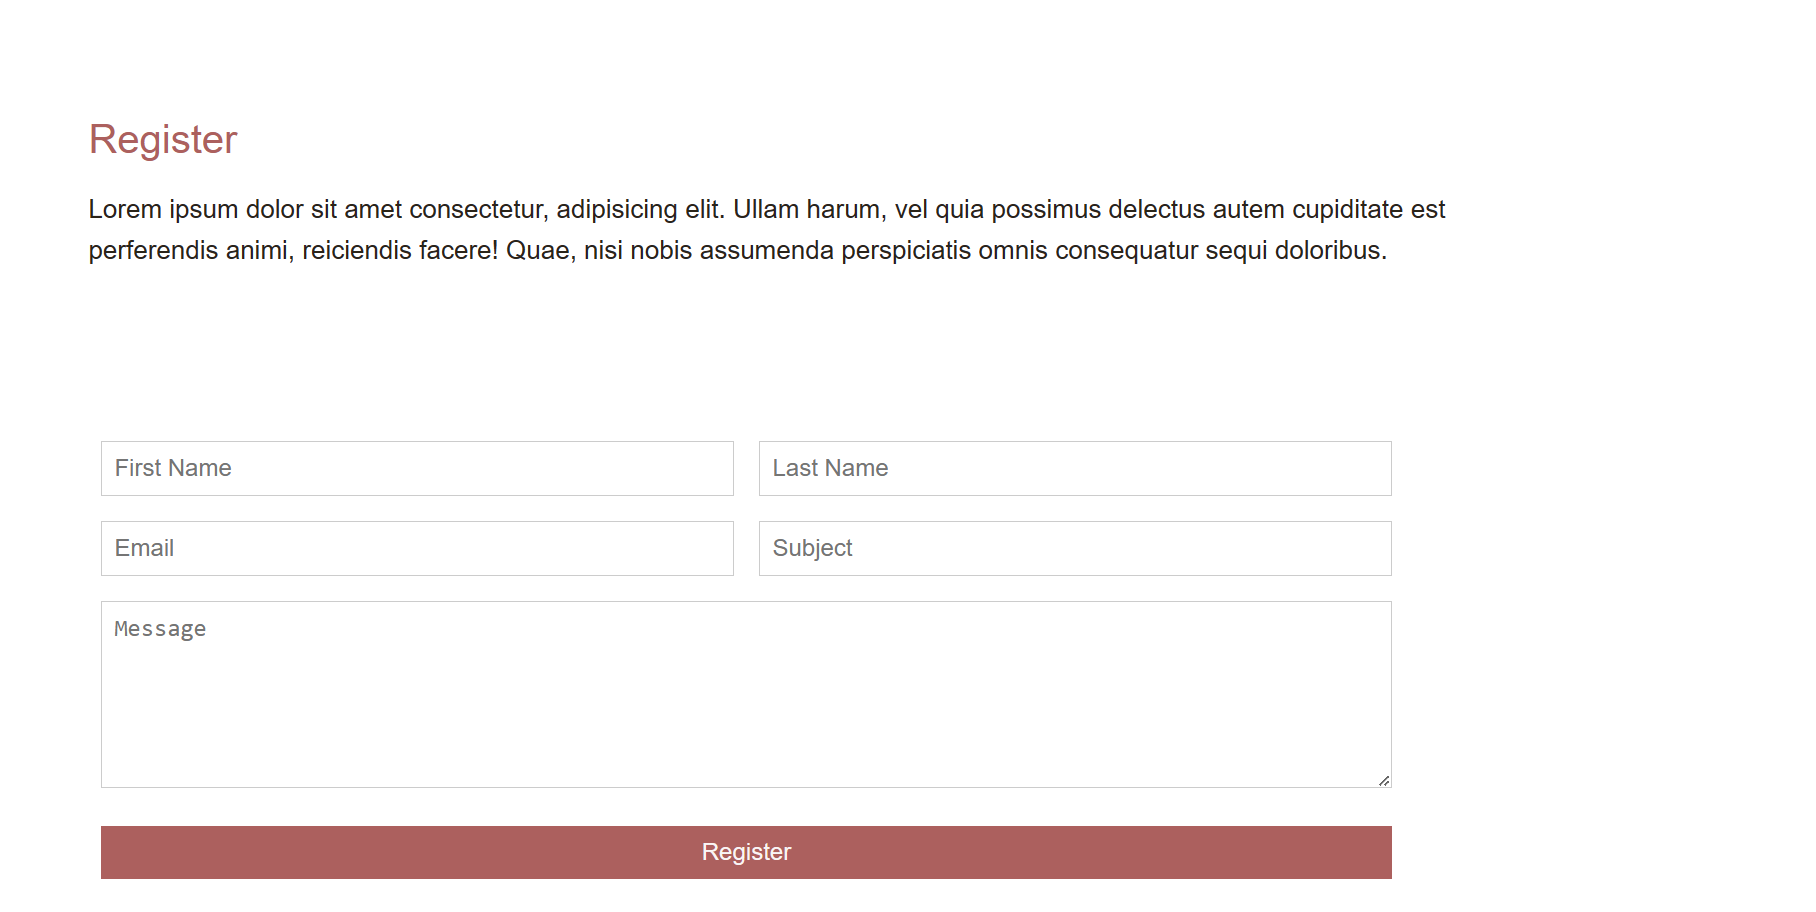 Register
Lorem ipsum dolor sit amet consectetur, adipisicing elit. Ullam harum, vel quia possimus delectus autem cupiditate est
perferendis animi, reiciendis facere! Quae, nisi nobis assumenda perspiciatis omnis consequatur sequi doloribus.
First Name
Last Name
Email
Subject
Message
Register